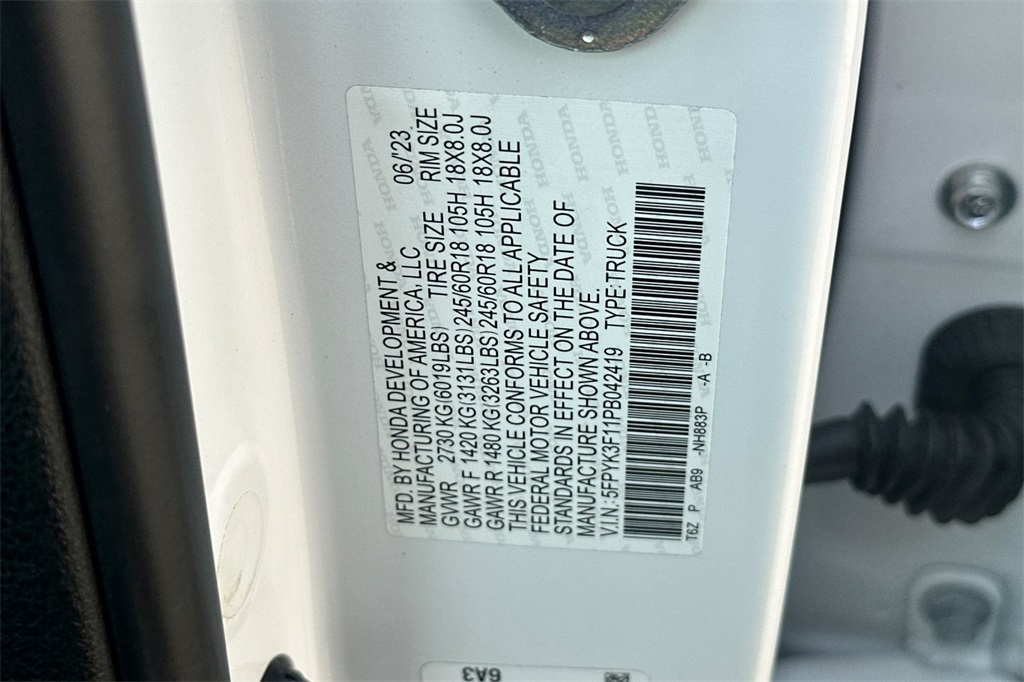 MFD. BY HONDA DEVELOPMENT &
MANUFACTURING OF AMERICA, LLC 06/'23
GVWR 2730 KG(6019LBS) TIRE SIZE RIM SIZE
GAWR F 1420 KG(3131LBS) 245/60R18 105H 18X8.0J
GAWR R 1480 KG(3263LBS) 245/60R18 105H 18X8.0J
THIS VEHICLE CONFORMS TO ALL APPLICABLE
FEDERAL MOTOR VEHICLE SAFETY
STANDARDS IN EFFECT ON THE DATE OF
MANUFACTURE SHOWN ABOVE.
V.I.N.: 5FPYK3F11PB042419 TYPE:TRUCK
T6Z P AB9 -NH883P -A -B
6A3